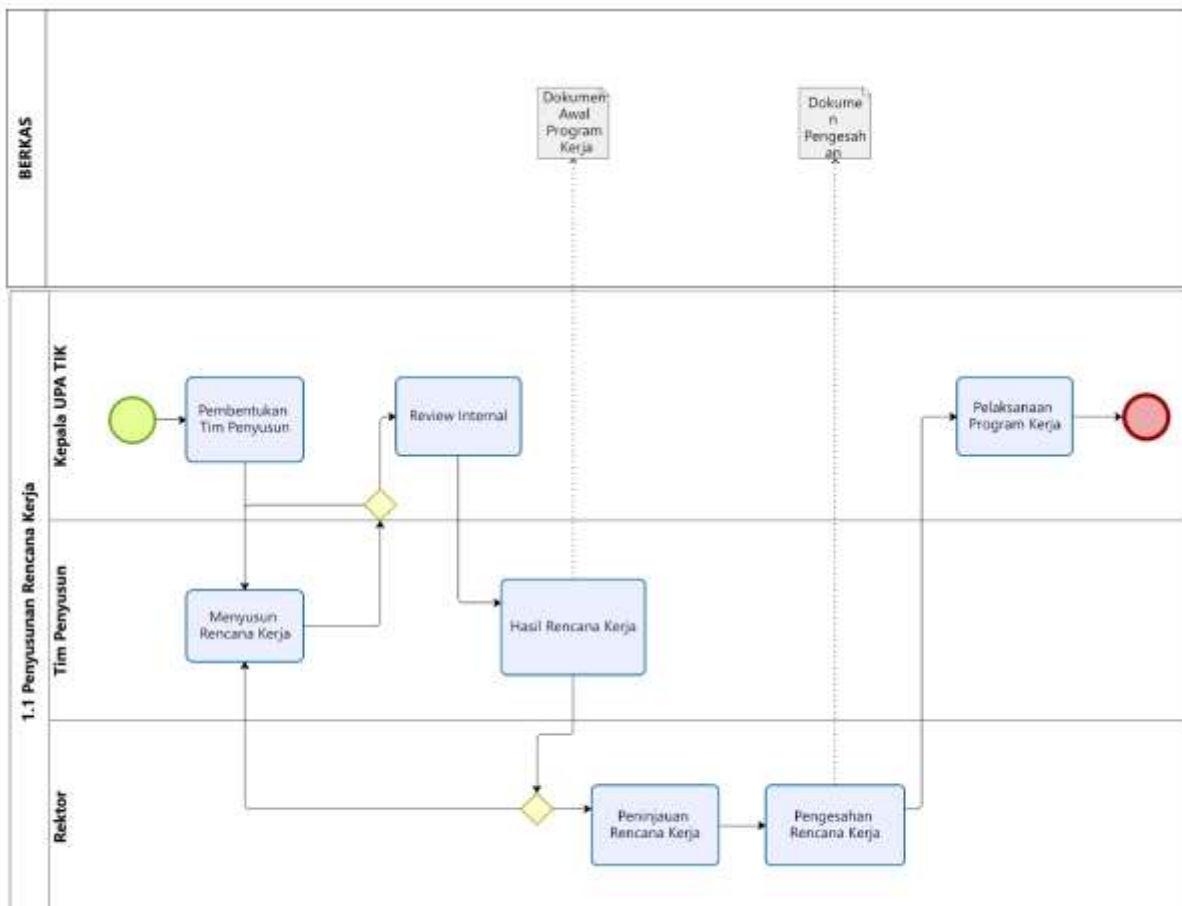 BERKAS
Dokumen
Awal
Program
Kerja
Dokume
n
Pengesah
an
1.1 Penyusunan Rencana Kerja
Kepala UPA TIK
Pembentukan
Tim Penyusun
Review Internal
Pelaksanaan
Program Kerja
Tim Penyusun
Menyusun
Rencana Kerja
Hasil Rencana Kerja
Rektor
Peninjauan
Rencana Kerja
Pengesahan
Rencana Kerja